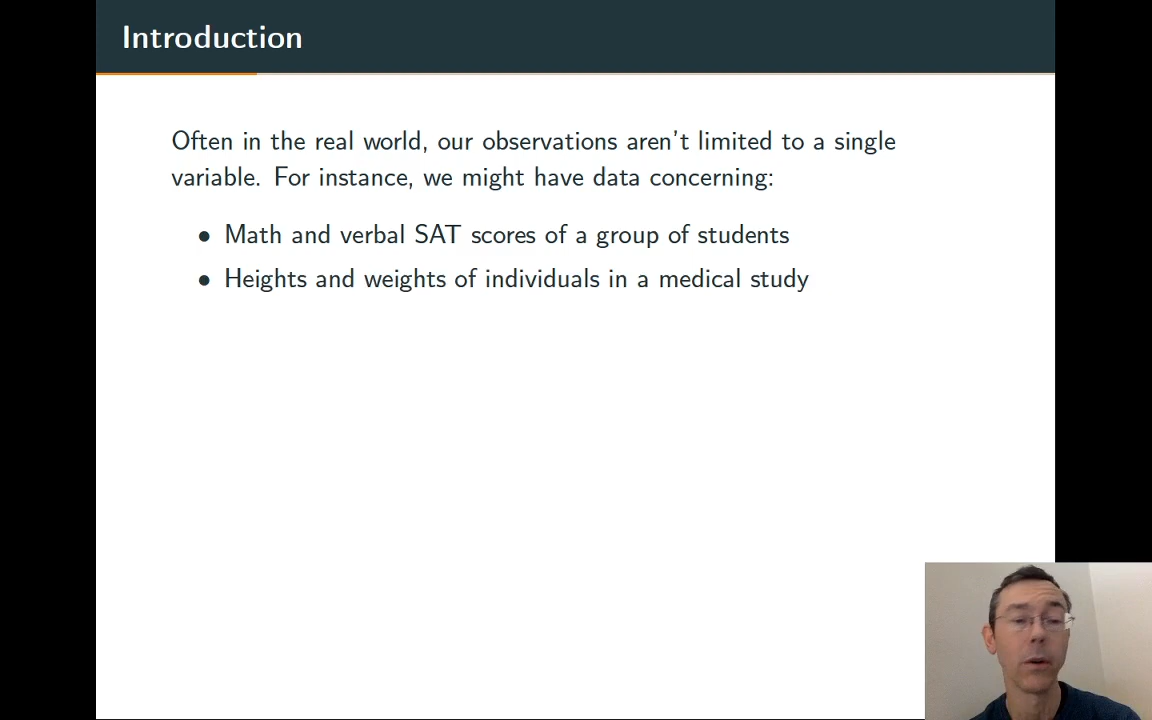 Introduction
Often in the real world, our observations aren't limited to a single
variable. For instance, we might have data concerning:
• Math and verbal SAT scores of a group of students
• Heights and weights of individuals in a medical study